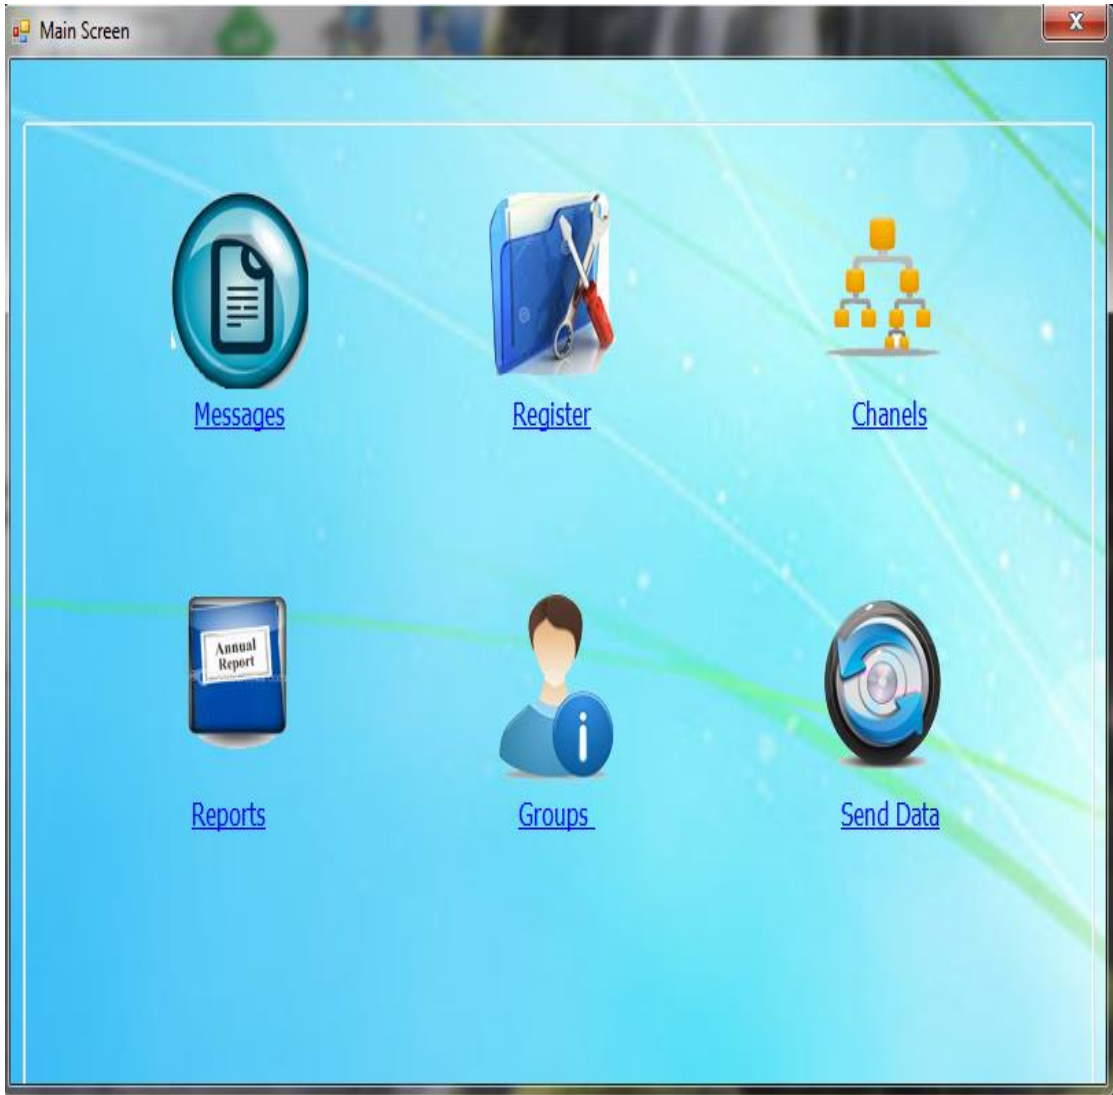 Main Screen
X
Messages
Register
Chanels
Annual
Report
i
Reports
Groups
Send Data